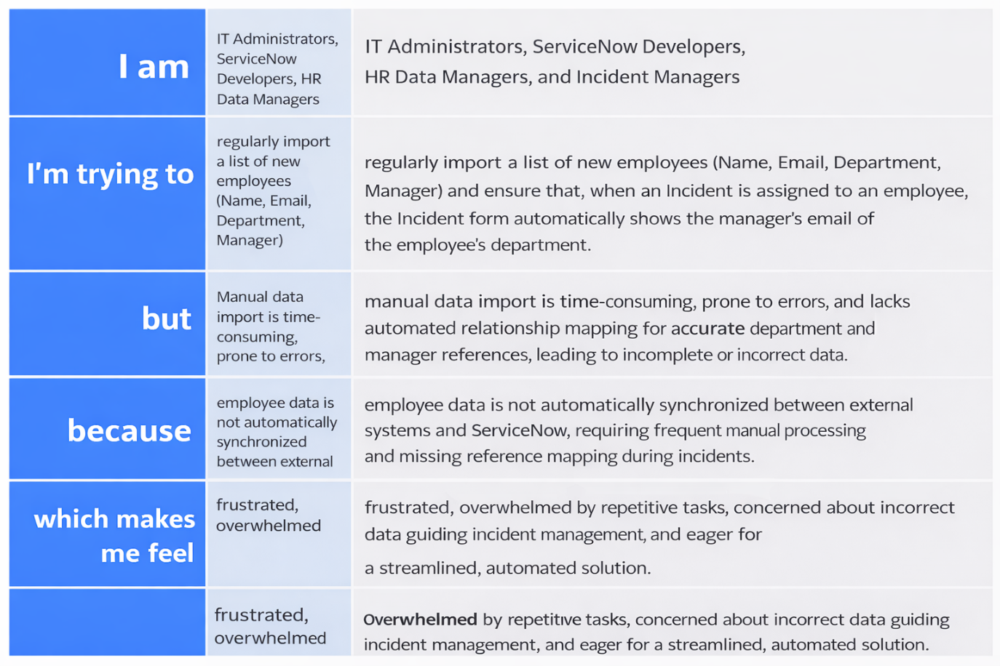 I am
IT Administrators,
ServiceNow
Developers, HR
Data Managers
IT Administrators, ServiceNow Developers,
HR Data Managers, and Incident Managers
I'm trying to
regularly import
a list of new
employees
(Name, Email,
Department,
Manager)
regularly import a list of new employees (Name, Email, Department,
Manager) and ensure that, when an Incident is assigned to an employee,
the Incident form automatically shows the manager's email of
the employee's department.
but
Manual data
import is time-
consuming,
prone to errors,
manual data import is time-consuming, prone to errors, and lacks
automated relationship mapping for accurate department and
manager references, leading to incomplete or incorrect data.
because
employee data is
not automatically
synchronized
between external
employee data is not automatically synchronized between external
systems and ServiceNow, requiring frequent manual processing
and missing reference mapping during incidents.
which makes
me feel
frustrated,
overwhelmed
frustrated, overwhelmed by repetitive tasks, concerned about incorrect
data guiding incident management, and eager for
a streamlined, automated solution.
frustrated,
overwhelmed
Overwhelmed by repetitive tasks, concerned about incorrect data guiding
incident management, and eager for a streamlined, automated solution.